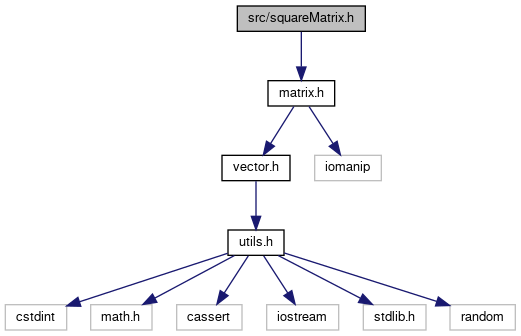 src/squareMatrix.h
matrix.h
vector.h
iomanip
utils.h
cstdint
math.h
cassert
iostream
stdlib.h
random